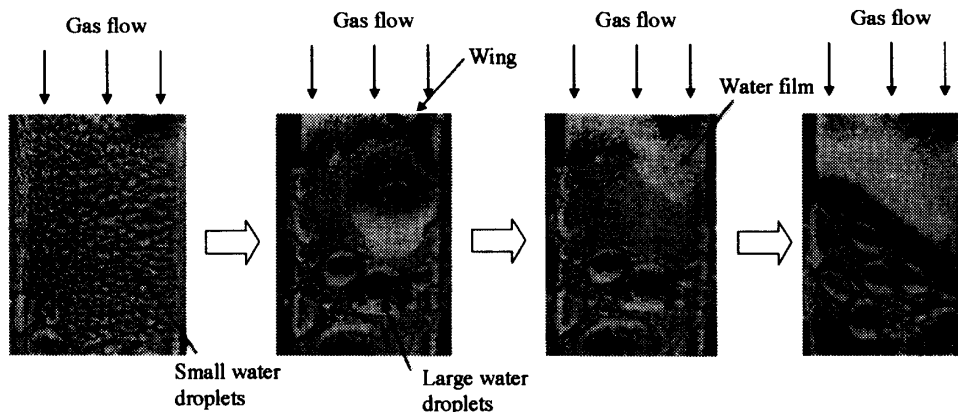 Gas flow
Gas flow
Gas flow
Gas flow
Wing
Water film
Small water
droplets
Large water
droplets